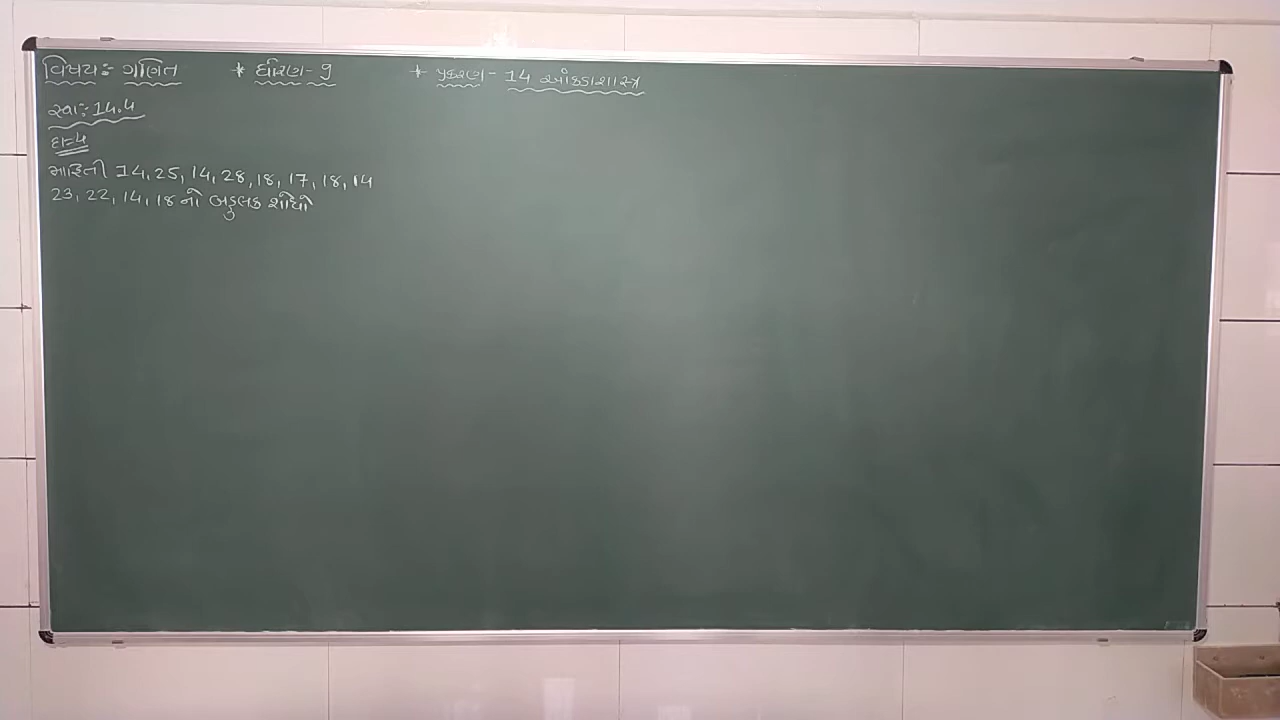 વિષય:- ગણિત * ધોરણ- 9 * પ્રકરણ- 14 આંકડાશાસ્ત્ર
સ્વા:- 14.4
દા=4
માહિતી 14, 25, 14, 28, 18, 17, 18, 14
23, 22, 14, 18 નો બહુલક શોધો